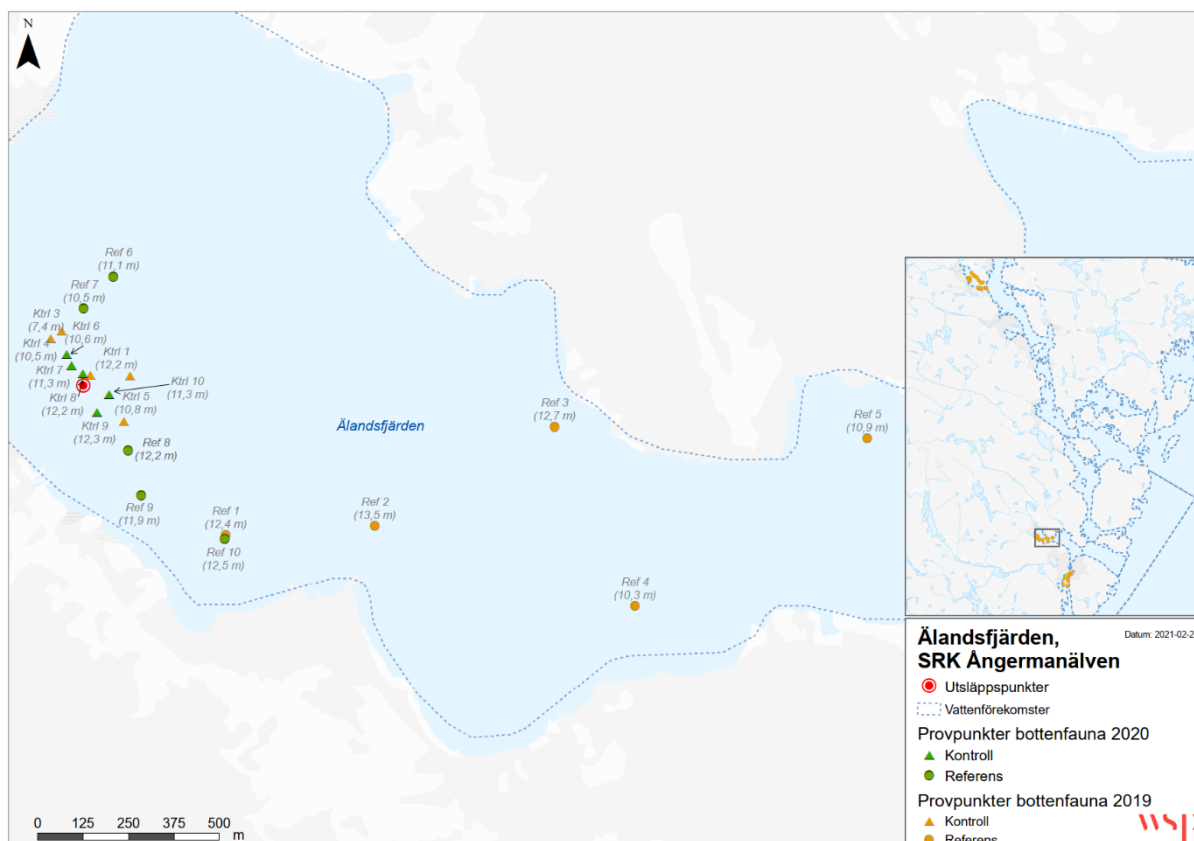 N
Ref 6
(11,1 m)
Ref 7
(10,5 m)
Ktrl 3
(7,4 m)
Ktrl 6
(10,6 m)
Ktrl 4
(10,5 m)
Ktrl 1
(12,2 m)
Ktrl 7
(11,3 m)
Ktrl 10
(11,3 m)
Ktrl 8
(12,2 m)
Ktrl 5
(10,8 m)
Ktrl 9
(12,3 m)
Ref 8
(12,2 m)
Ref 9
(11,9 m)
Ref 1
(12,4 m)
Ref 10
(12,5 m)
Älandsfjärden
Ref 2
(13,5 m)
Ref 3
(12,7 m)
Ref 4
(10,3 m)
Ref 5
(10,9 m)
0 125 250 375 500
m
Älandsfjärden,
SRK Ångermanälven
Datum: 2021-02-2
Utsläppspunkter
Vattenförekomster
Provpunkter bottenfauna 2020
Kontroll
Referens
Provpunkter bottenfauna 2019
Kontroll
Referens